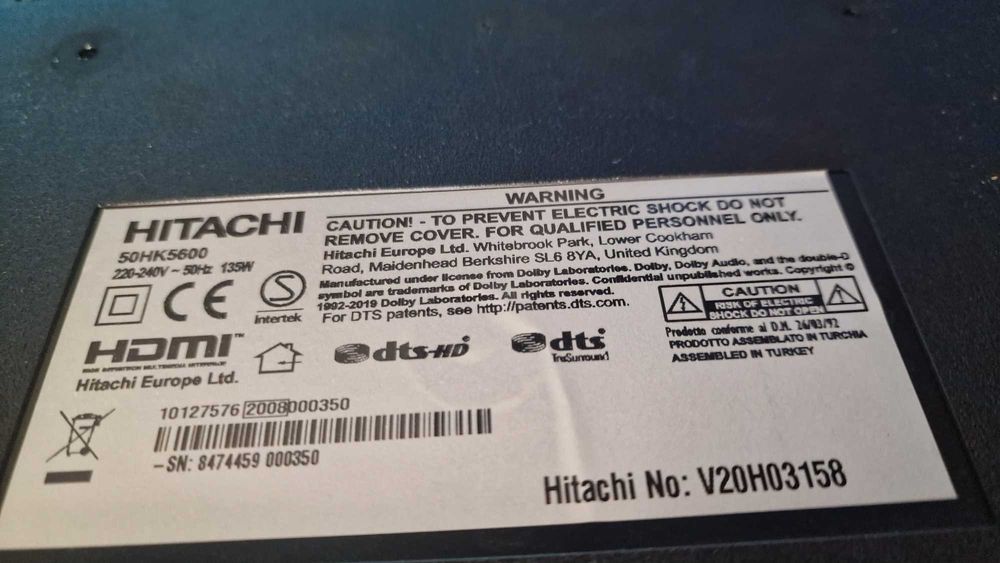 WARNING
HITACHI
50HK5600
220-240V ~ 50Hz 135W
CAUTION! - TO PREVENT ELECTRIC SHOCK DO NOT
REMOVE COVER. FOR QUALIFIED PERSONNEL ONLY.
Hitachi Europe Ltd. Whitebrook Park, Lower Cookham
Road, Maidenhead Berkshire SL6 8YA, United Kingdom
Manufactured under license from Dolby Laboratories. Dolby, Dolby Audio, and the double-D
symbol are trademarks of Dolby Laboratories. Confidential unpublished works. Copyright ©
1992-2019 Dolby Laboratories. All rights reserved.
For DTS patents, see http://patents.dts.com.
CE
S
Intertek
CAUTION
RISK OF ELECTRIC
SHOCK DO NOT OPEN
HDMI™
HIGH DEFINITION MULTIMEDIA INTERFACE
Hitachi Europe Ltd.
dts-HD
dts
TruSurround
Prodotto conforme al D.M. 26/03/92
PRODOTTO ASSEMBLATO IN TURCHIA
ASSEMBLED IN TURKEY
10127576 2008000350
-SN: 8474459 000350
Hitachi No: V20H03158